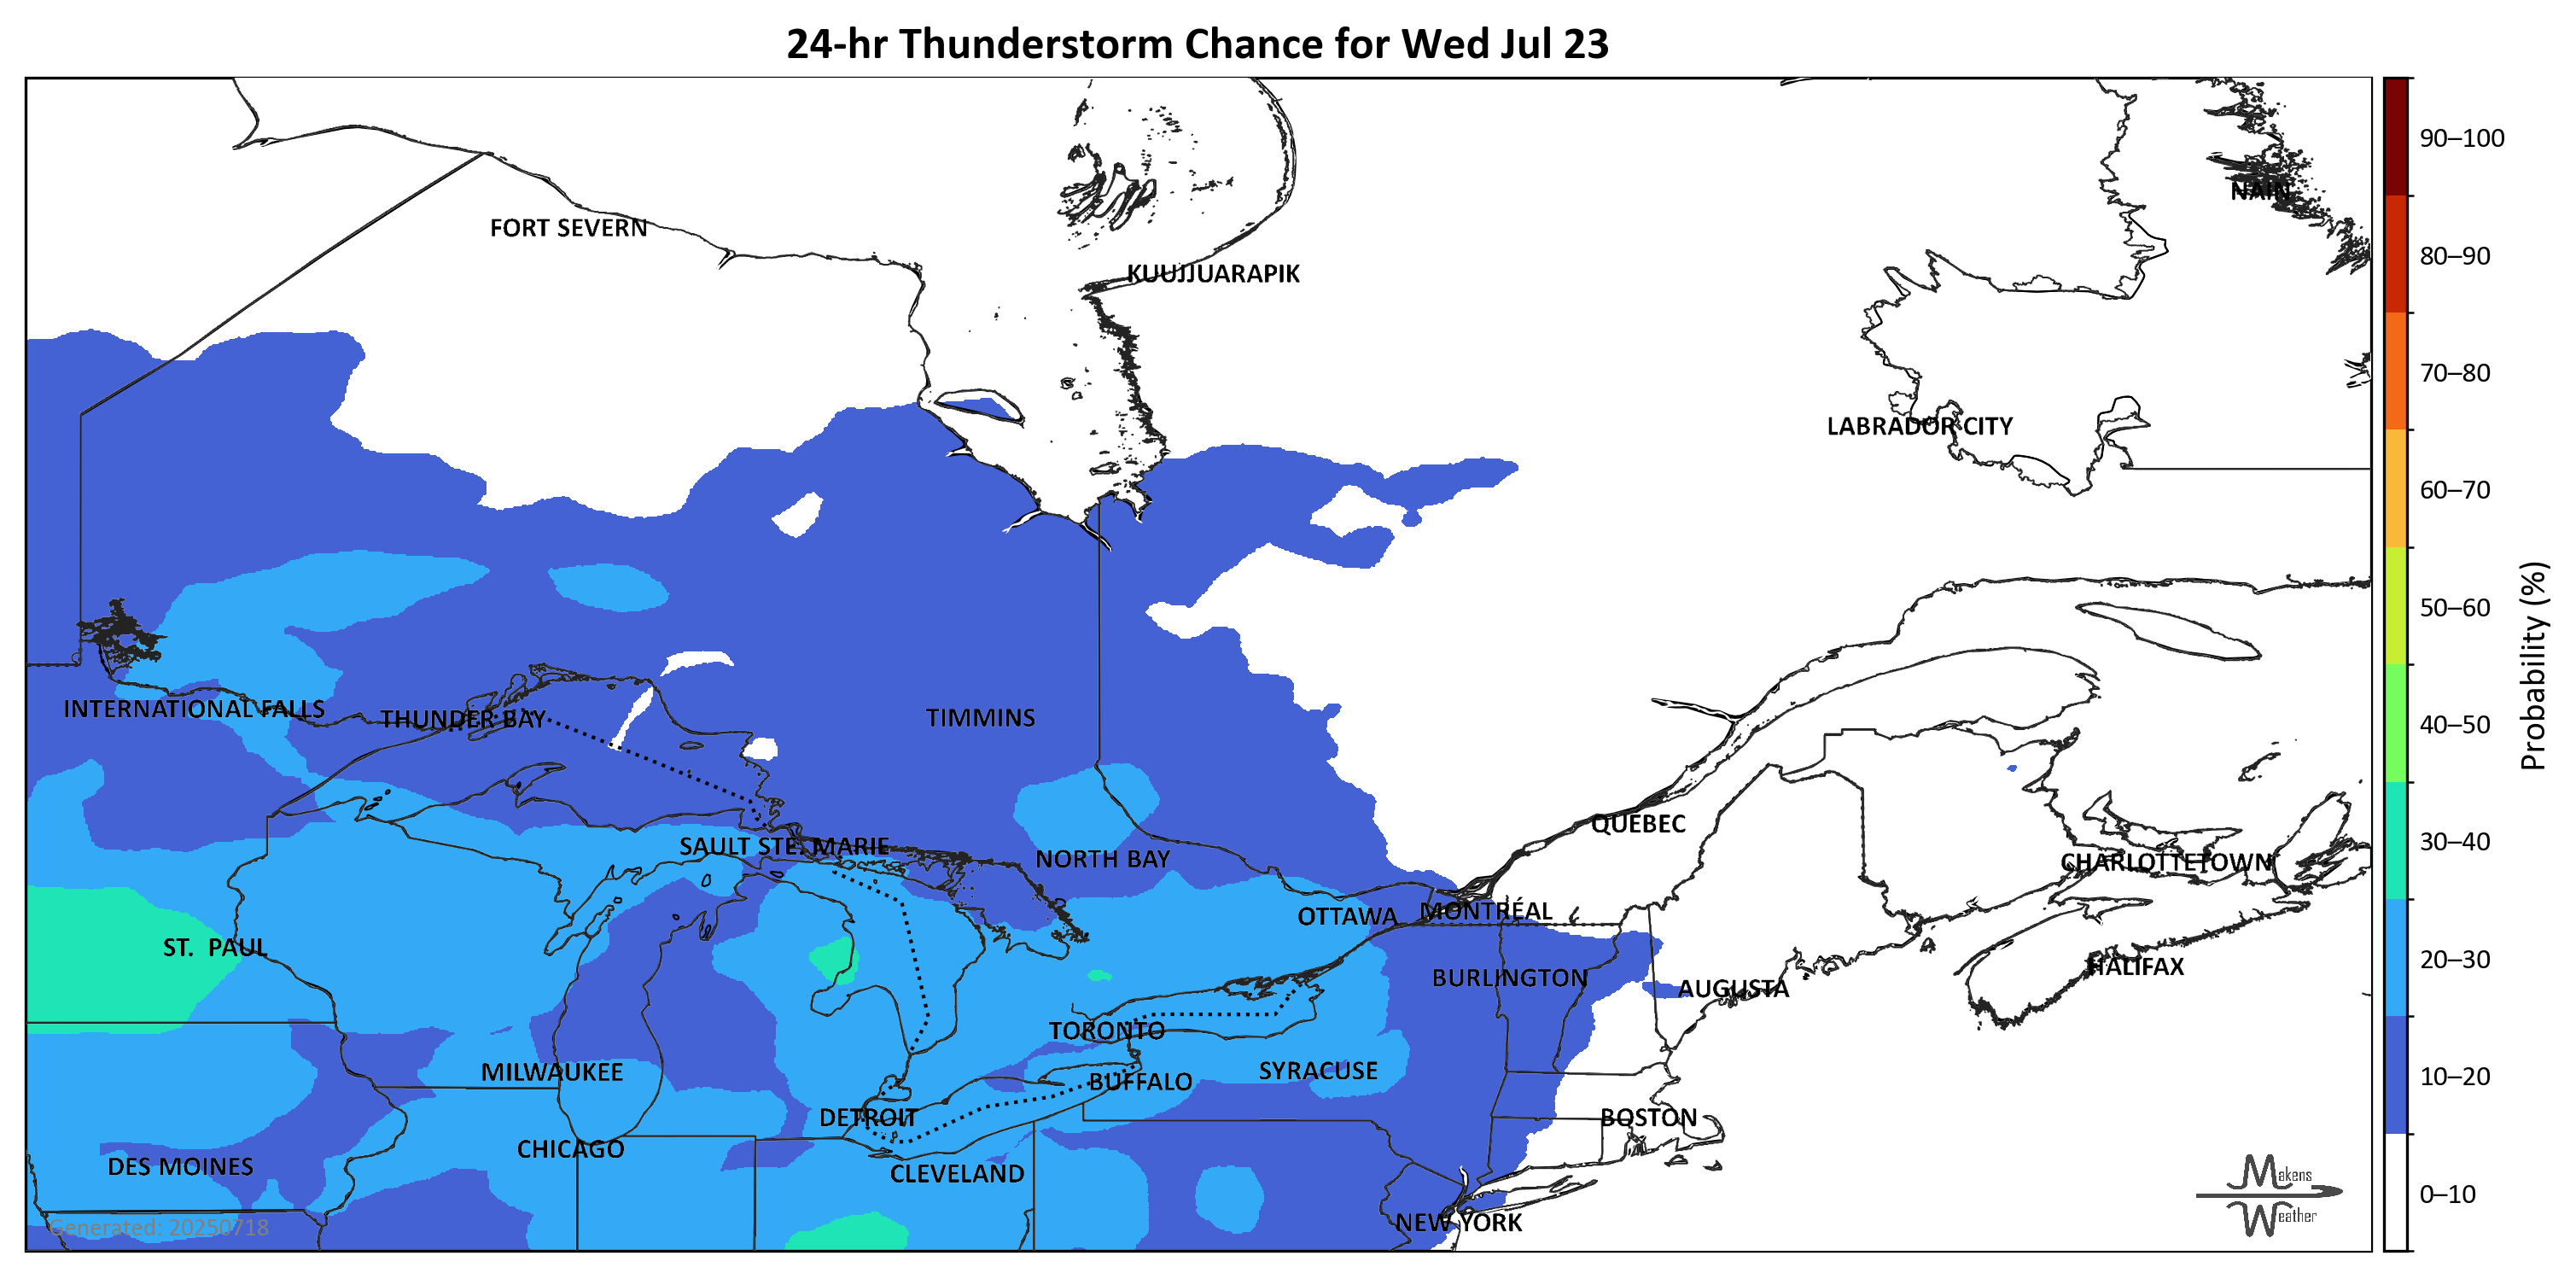 24-hr Thunderstorm Chance for Wed Jul 23
NAIN
FORT SEVERN
KUUJJUARAPIK
LABRADOR CITY
INTERNATIONAL FALLS
THUNDER BAY
TIMMINS
QUEBEC
SAULT STE. MARIE
NORTH BAY
CHARLOTTETOWN
OTTAWA
MONTRÉAL
ST. PAUL
HALIFAX
BURLINGTON
AUGUSTA
TORONTO
MILWAUKEE
BUFFALO
SYRACUSE
DETROIT
BOSTON
CHICAGO
DES MOINES
CLEVELAND
NEW YORK
Generated: 20250718
Makens
Weather
90–100
80–90
70–80
60–70
50–60
40–50
30–40
20–30
10–20
0–10
Probability (%)